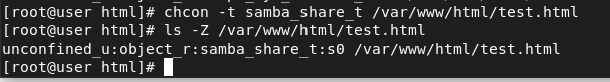 [root@user html]# chcon -t samba_share_t /var/www/html/test.html
[root@user html]# ls -Z /var/www/html/test.html
unconfined_u:object_r:samba_share_t:s0 /var/www/html/test.html
[root@user html]#